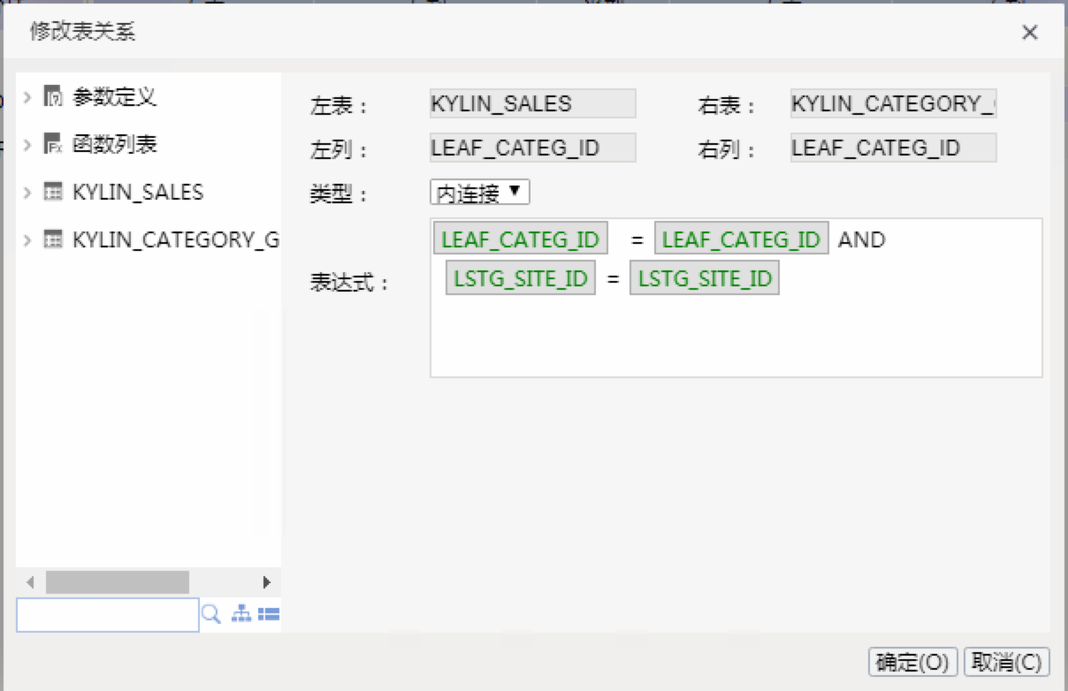 修改表关系
参数定义
函数列表
KYLIN_SALES
KYLIN_CATEGORY_G
左表： KYLIN_SALES 右表： KYLIN_CATEGORY_
左列： LEAF_CATEG_ID 右列： LEAF_CATEG_ID
类型： 内连接
表达式：
LEAF_CATEG_ID = LEAF_CATEG_ID AND
LSTG_SITE_ID = LSTG_SITE_ID
确定(O) 取消(C)